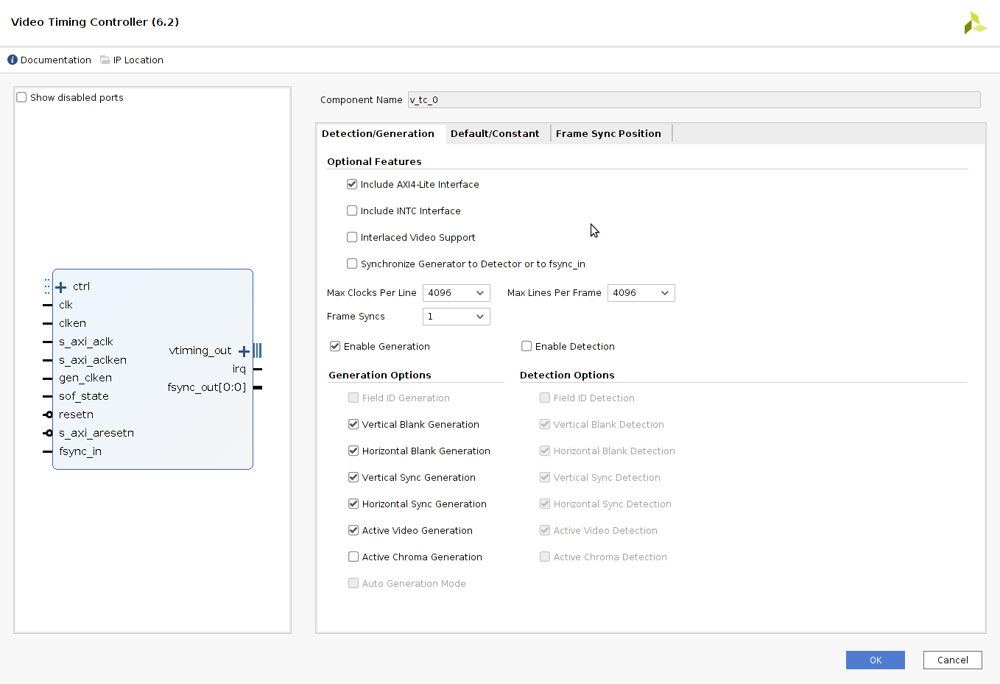 Video Timing Controller (6.2)
Documentation IP Location
Show disabled ports
ctrl
clk
clken
s_axi_aclk
s_axi_aclken
gen_clken
sof_state
resetn
s_axi_aresetn
fsync_in
vtiming_out
irq
fsync_out[0:0]
Component Name v_tc_0
Detection/Generation Default/Constant Frame Sync Position
Optional Features
Include AXI4-Lite Interface
Include INTC Interface
Interlaced Video Support
Synchronize Generator to Detector or to fsync_in
Max Clocks Per Line 4096 Max Lines Per Frame 4096
Frame Syncs 1
Enable Generation Enable Detection
Generation Options Detection Options
Field ID Generation Field ID Detection
Vertical Blank Generation Vertical Blank Detection
Horizontal Blank Generation Horizontal Blank Detection
Vertical Sync Generation Vertical Sync Detection
Horizontal Sync Generation Horizontal Sync Detection
Active Video Generation Active Video Detection
Active Chroma Generation Active Chroma Detection
Auto Generation Mode
OK Cancel